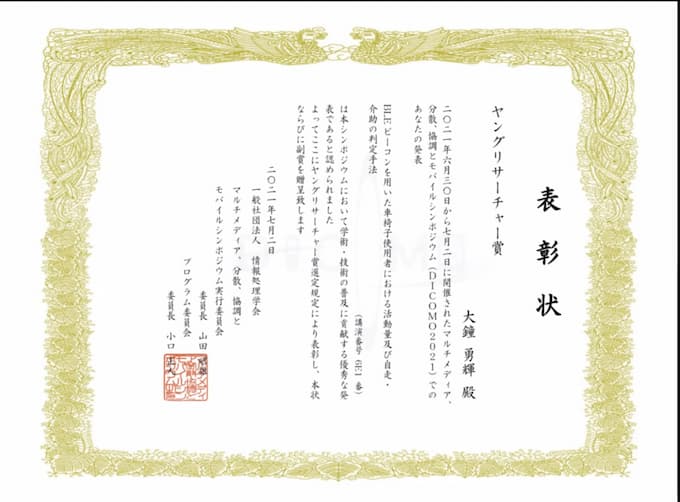 表彰状
ヤングリサーチャー賞
大鐘 勇輝 殿
二〇二一年六月三〇日から七月二日に開催されたマルチメディア、
分散、協調とモバイルシンポジウム（DICOMO2021）での
あなたの発表
BLEビーコンを用いた車椅子使用者における活動量及び自走・
介助の判定手法
（講演番号 6E-1 番）
は本シンポジウムにおいて学術・技術の普及に貢献する優秀な発
表であると認められました
よってここにヤングリサーチャー賞選定規定により表彰し、本状
ならびに副賞を贈呈致します
二〇二一年七月二日
一般社団法人 情報処理学会
マルチメディア、分散、協調と
モバイルシンポジウム実行委員会
委員長 山田
プログラム委員会
委員長 小口